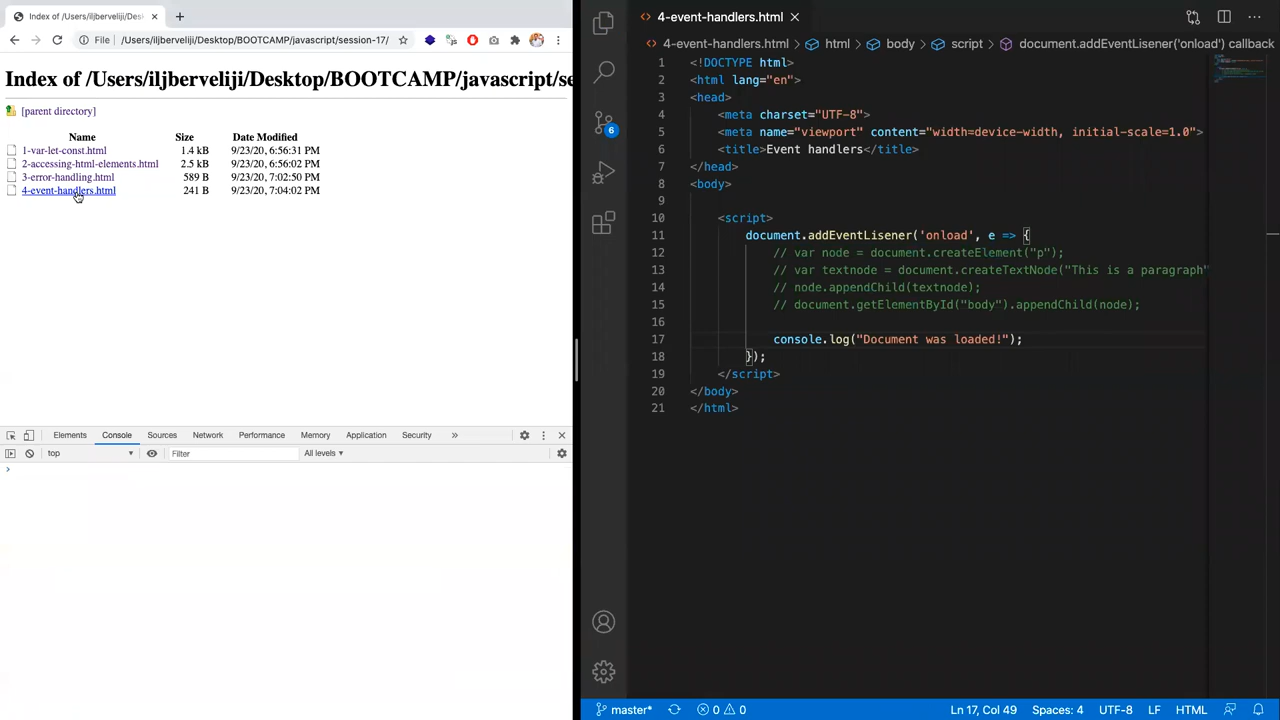 Index of /Users/iljberveliji/Desk
File /Users/iljberveliji/Desktop/BOOTCAMP/javascript/session-17/
Index of /Users/iljberveliji/Desktop/BOOTCAMP/javascript/se
[parent directory]
Name Size Date Modified
1-var-let-const.html 1.4 kB 9/23/20, 6:56:31 PM
2-accessing-html-elements.html 2.5 kB 9/23/20, 6:56:02 PM
3-error-handling.html 589 B 9/23/20, 7:02:50 PM
4-event-handlers.html 241 B 9/23/20, 7:04:02 PM
Elements Console Sources Network Performance Memory Application Security »
top Filter All levels
>
4-event-handlers.html
4-event-handlers.html > html > body > script > document.addEventLisener('onload') callback
1 <!DOCTYPE html>
2 <html lang="en">
3 <head>
4 <meta charset="UTF-8">
5 <meta name="viewport" content="width=device-width, initial-scale=1.0">
6 <title>Event handlers</title>
7 </head>
8 <body>
9
10 <script>
11 document.addEventLisener('onload', e => {
12 // var node = document.createElement("p");
13 // var textnode = document.createTextNode("This is a paragraph"
14 // node.appendChild(textnode);
15 // document.getElementById("body").appendChild(node);
16
17 console.log("Document was loaded!");
18 });
19 </script>
20 </body>
21 </html>
6
master* 0 0 Ln 17, Col 49 Spaces: 4 UTF-8 LF HTML